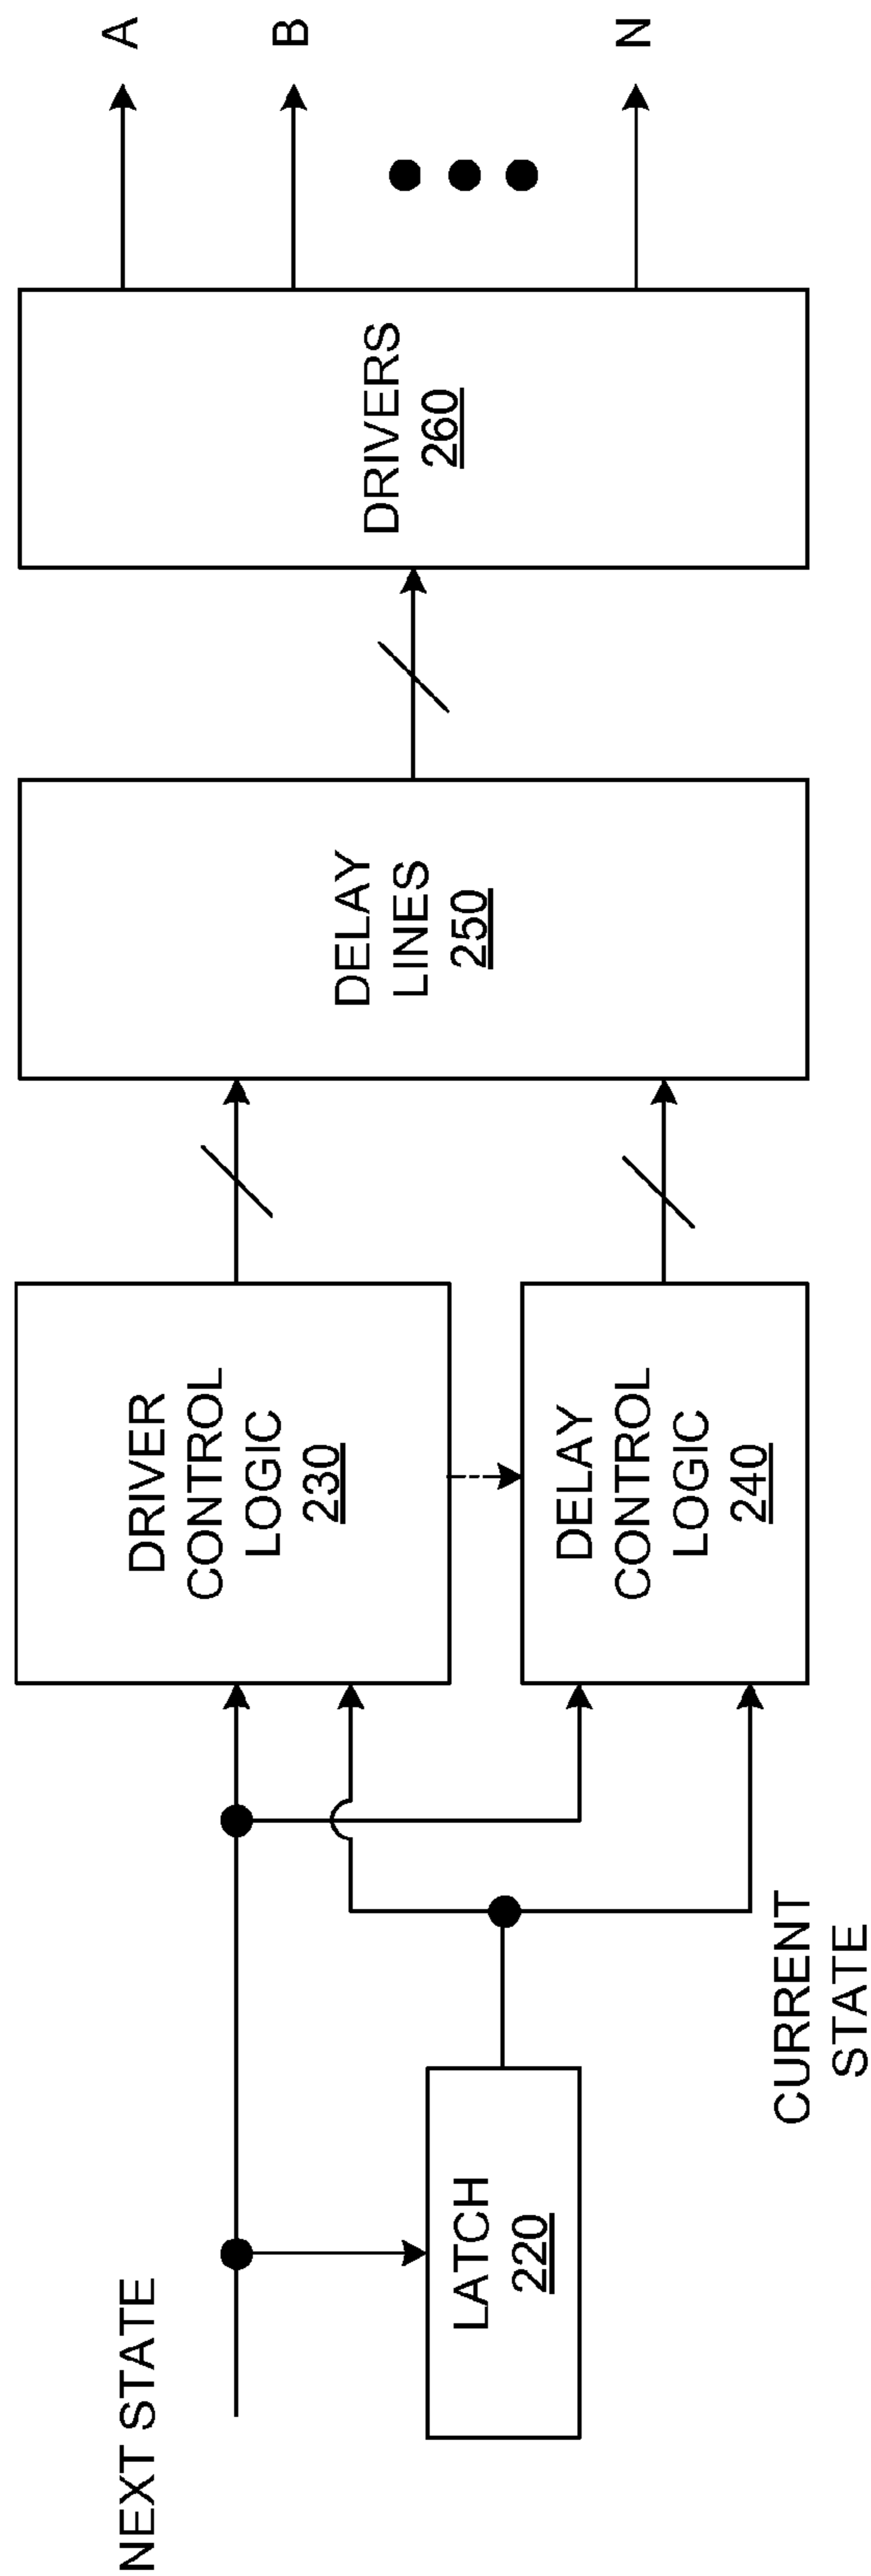 NEXT STATE
LATCH
220
CURRENT
STATE
DRIVER
CONTROL
LOGIC
230
DELAY
CONTROL
LOGIC
240
DELAY
LINES
250
DRIVERS
260
A
B
N